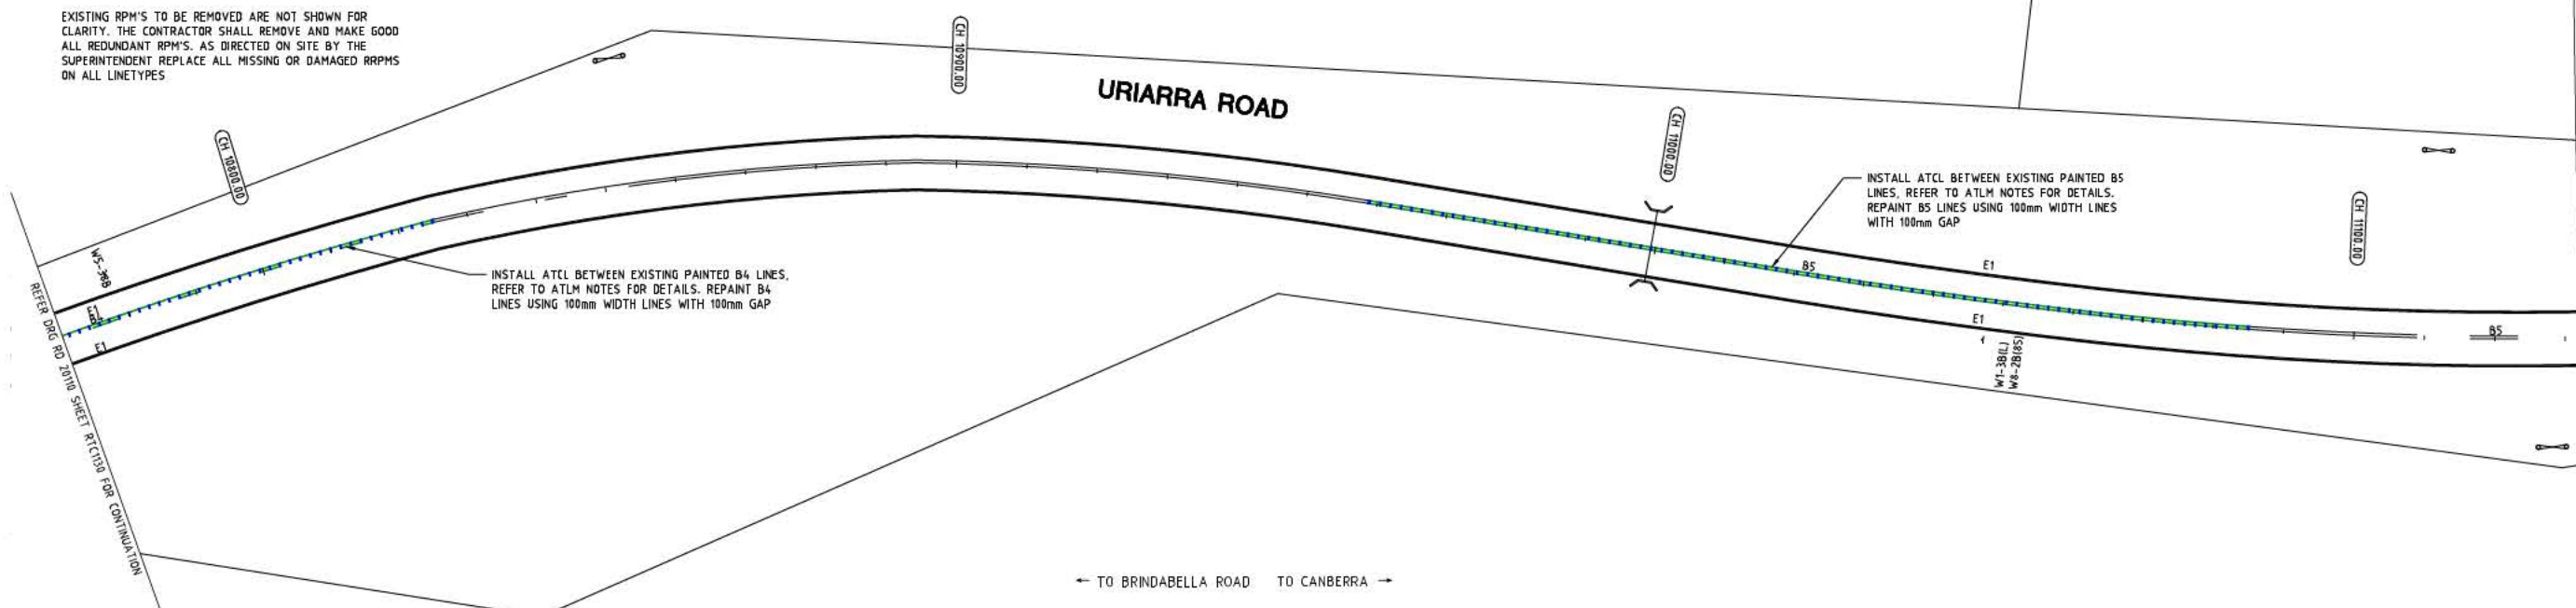 EXISTING RPM'S TO BE REMOVED ARE NOT SHOWN FOR
CLARITY. THE CONTRACTOR SHALL REMOVE AND MAKE GOOD
ALL REDUNDANT RPM'S. AS DIRECTED ON SITE BY THE
SUPERINTENDENT REPLACE ALL MISSING OR DAMAGED RRPMS
ON ALL LINETYPES
CH 10800.00
CH 10900.00
URIARRA ROAD
CH 11000.00
CH 11100.00
INSTALL ATCL BETWEEN EXISTING PAINTED B5
LINES, REFER TO ATLM NOTES FOR DETAILS.
REPAINT B5 LINES USING 100mm WIDTH LINES
WITH 100mm GAP
INSTALL ATCL BETWEEN EXISTING PAINTED B4 LINES,
REFER TO ATLM NOTES FOR DETAILS. REPAINT B4
LINES USING 100mm WIDTH LINES WITH 100mm GAP
E1
B5
E1
E1
B5
W1-3B(L)
W8-2B(85)
REFER DRG RD 20110 SHEET RTC1130 FOR CONTINUATION
← TO BRINDABELLA ROAD TO CANBERRA →